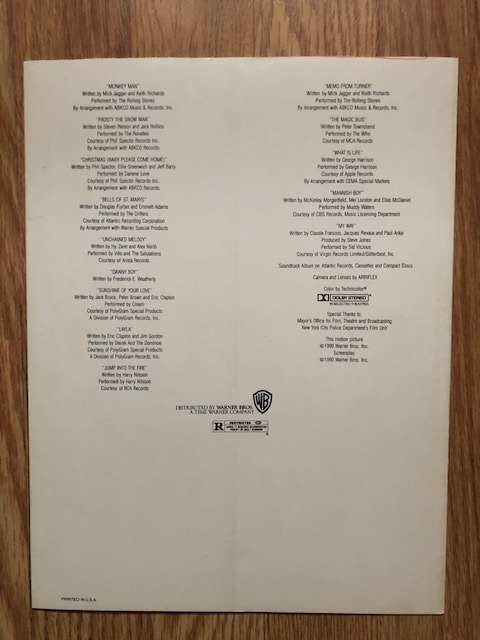 "MONKEY MAN"
Written by Mick Jagger and Keith Richards
Performed by The Rolling Stones
By Arrangement with ABKCO Music & Records, Inc.
"FROSTY THE SNOW MAN"
Written by Steven Nelson and Jack Rollins
Performed by The Ronettes
Courtesy of Phil Spector Records, Inc.
By Arrangement with ABKCO Records
"CHRISTMAS (BABY PLEASE COME HOME)"
Written by Phil Spector, Ellie Greenwich and Jeff Barry
Performed by Darlene Love
Courtesy of Phil Spector Records, Inc.
By Arrangement with ABKCO Records
"BELLS OF ST. MARYS"
Written by Douglas Furber and Emmett Adams
Performed by The Drifters
Courtesy of Atlantic Recording Corporation
By Arrangement with Warner Special Products
"UNCHAINED MELODY"
Written by Hy Zaret and Alex North
Performed by Vito and The Salutations
Courtesy of Arista Records
"DANNY BOY"
Written by Frederick E. Weatherly
"SUNSHINE OF YOUR LOVE"
Written by Jack Bruce, Peter Brown and Eric Clapton
Performed by Cream
Courtesy of PolyGram Special Products
A Division of PolyGram Records, Inc.
"LAYLA"
Written by Eric Clapton and Jim Gordon
Performed by Derek And The Dominos
Courtesy of PolyGram Special Products
A Division of PolyGram Records, Inc.
"JUMP INTO THE FIRE"
Written by Harry Nilsson
Performed by Harry Nilsson
Courtesy of RCA Records
"MEMO FROM TURNER"
Written by Mick Jagger and Keith Richards
Performed by The Rolling Stones
By Arrangement with ABKCO Music & Records, Inc.
"THE MAGIC BUS"
Written by Peter Townshend
Performed by The Who
Courtesy of MCA Records
"WHAT IS LIFE"
Written by George Harrison
Performed by George Harrison
Courtesy of Apple Records
By Arrangement with CEMA Special Markets
"MANNISH BOY"
Written by McKinley Morganfield, Mel London and Ellas McDaniel
Performed by Muddy Waters
Courtesy of CBS Records, Music Licensing Department
"MY WAY"
Written by Claude Francois, Jacques Revaux and Paul Anka
Produced by Steve Jones
Performed by Sid Vicious
Courtesy of Virgin Records Limited/Glitterbest, Inc.
Soundtrack Album on Atlantic Records, Cassettes and Compact Discs
Camera and Lenses by ARRIFLEX
Color by Technicolor®
DOLBY STEREO
IN SELECTED THEATRES
Special Thanks to
Mayor's Office for Film, Theatre and Broadcasting
New York City Police Department's Film Unit
This motion picture
©1990 Warner Bros. Inc.
Screenplay
©1990 Warner Bros. Inc.
DISTRIBUTED BY WARNER BROS.
A TIME WARNER COMPANY
WB
R RESTRICTED
PRINTED IN U.S.A.